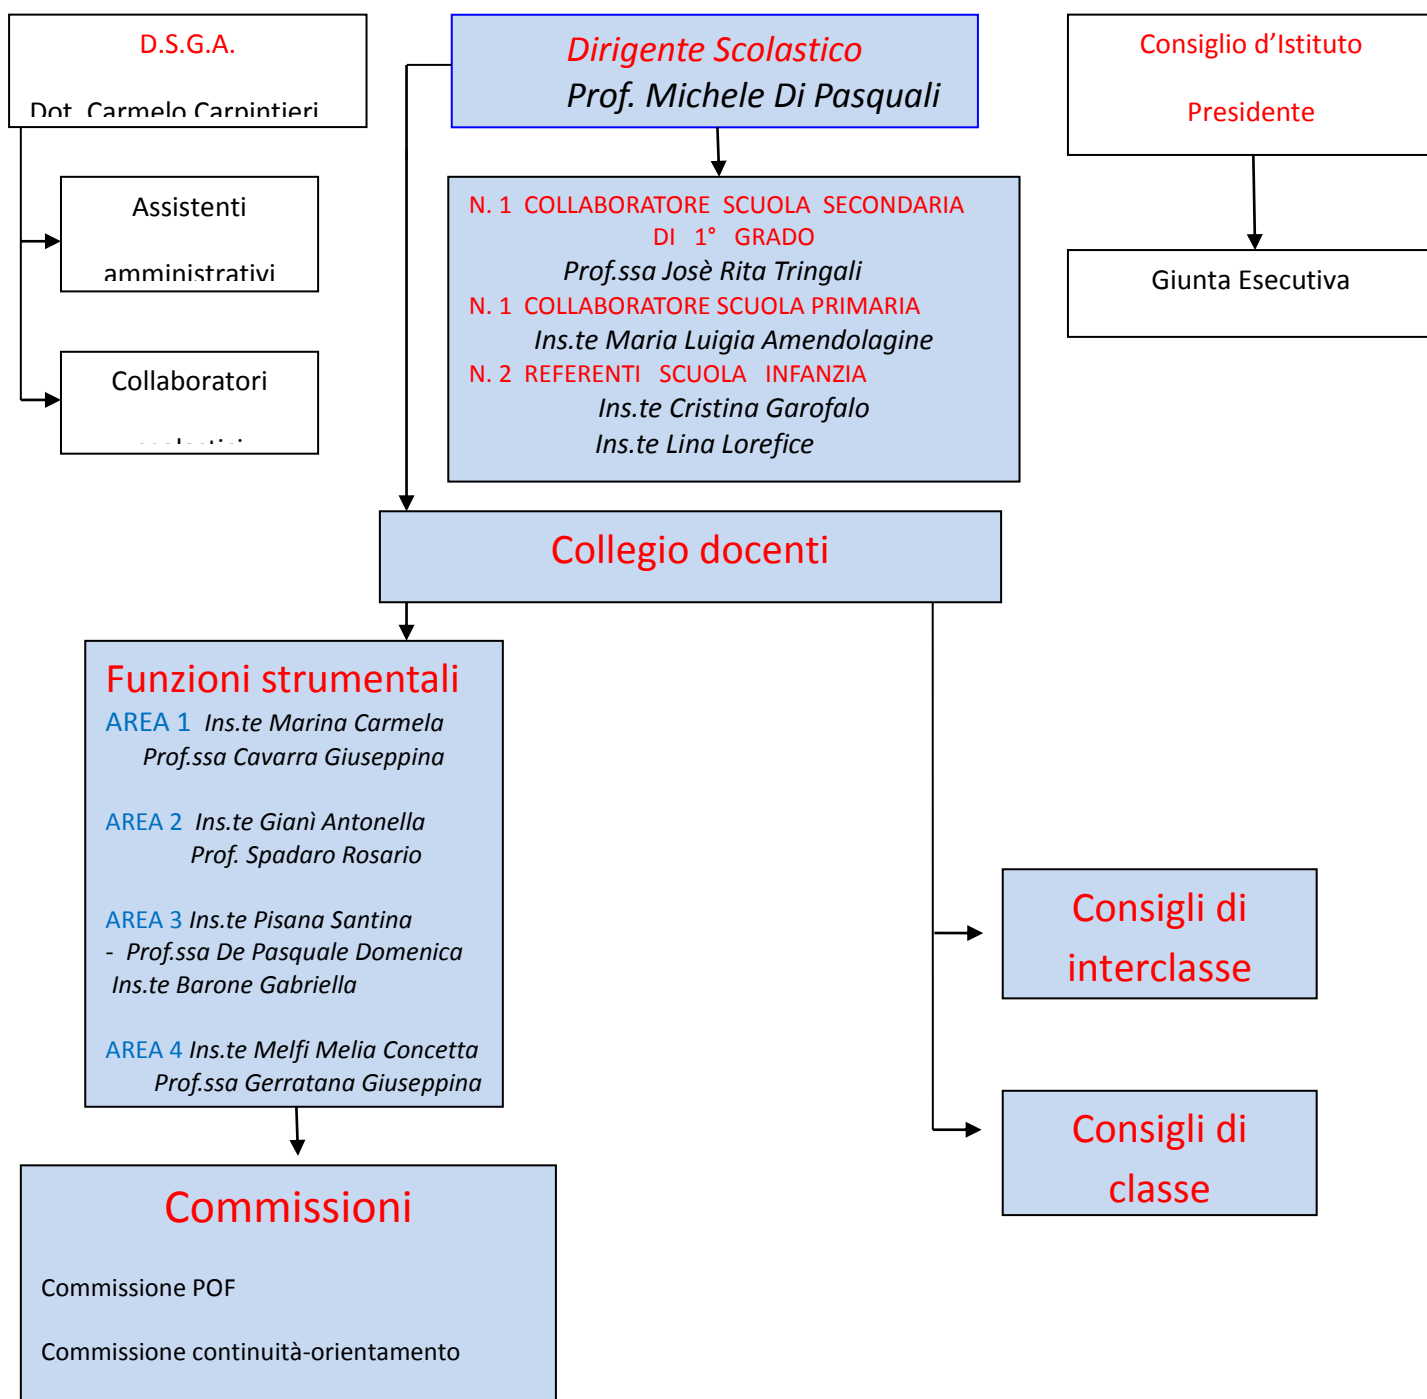 D.S.G.A.
Dot. Carmelo Carpintieri
Assistenti
amministrativi
Collaboratori
Dirigente Scolastico
Prof. Michele Di Pasquali
N. 1 COLLABORATORE SCUOLA SECONDARIA
DI 1° GRADO
Prof.ssa Josè Rita Tringali
N. 1 COLLABORATORE SCUOLA PRIMARIA
Ins.te Maria Luigia Amendolagine
N. 2 REFERENTI SCUOLA INFANZIA
Ins.te Cristina Garofalo
Ins.te Lina Lorefice
Consiglio d’Istituto
Presidente
Giunta Esecutiva
Collegio docenti
Funzioni strumentali
AREA 1 Ins.te Marina Carmela
Prof.ssa Cavarra Giuseppina
AREA 2 Ins.te Gianì Antonella
Prof. Spadaro Rosario
AREA 3 Ins.te Pisana Santina
- Prof.ssa De Pasquale Domenica
Ins.te Barone Gabriella
AREA 4 Ins.te Melfi Melia Concetta
Prof.ssa Gerratana Giuseppina
Consigli di
interclasse
Consigli di
classe
Commissioni
Commissione POF
Commissione continuità-orientamento